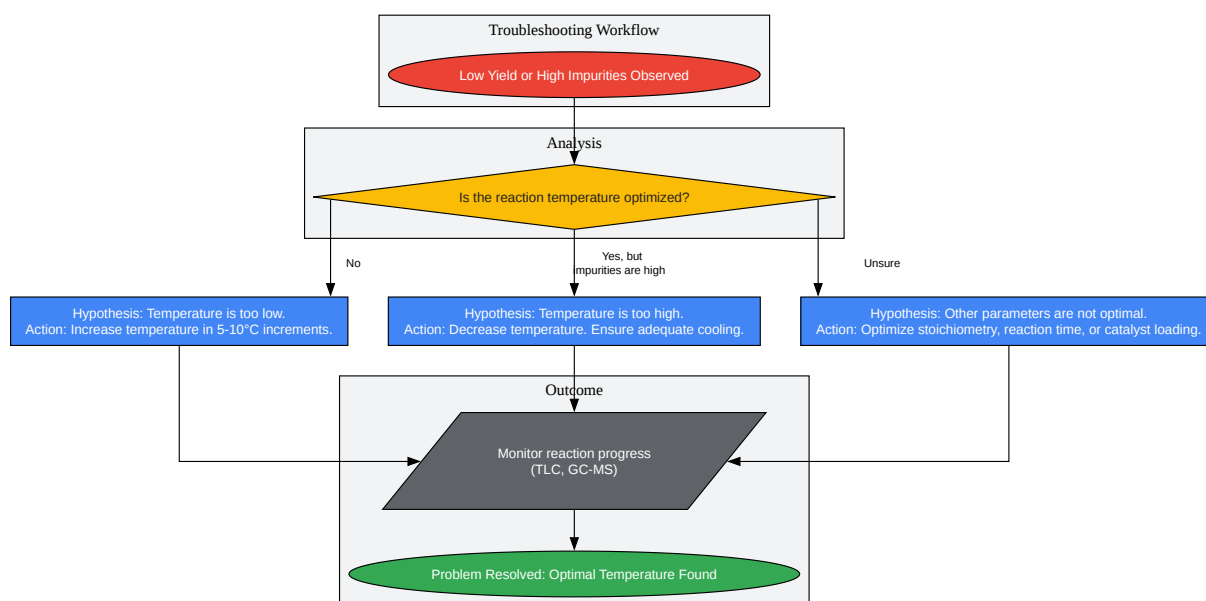 Troubleshooting Workflow
Low Yield or High Impurities Observed
Analysis
Is the reaction temperature optimized?
No
Yes, but
impurities are high
Unsure
Hypothesis: Temperature is too low.
Action: Increase temperature in 5-10°C increments.
Hypothesis: Temperature is too high.
Action: Decrease temperature. Ensure adequate cooling.
Hypothesis: Other parameters are not optimal.
Action: Optimize stoichiometry, reaction time, or catalyst loading.
Outcome
Monitor reaction progress
(TLC, GC-MS)
Problem Resolved: Optimal Temperature Found